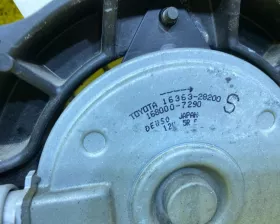 TOYOTA 16363-28200
168000-7290 S
DENSO JAPAN
12V